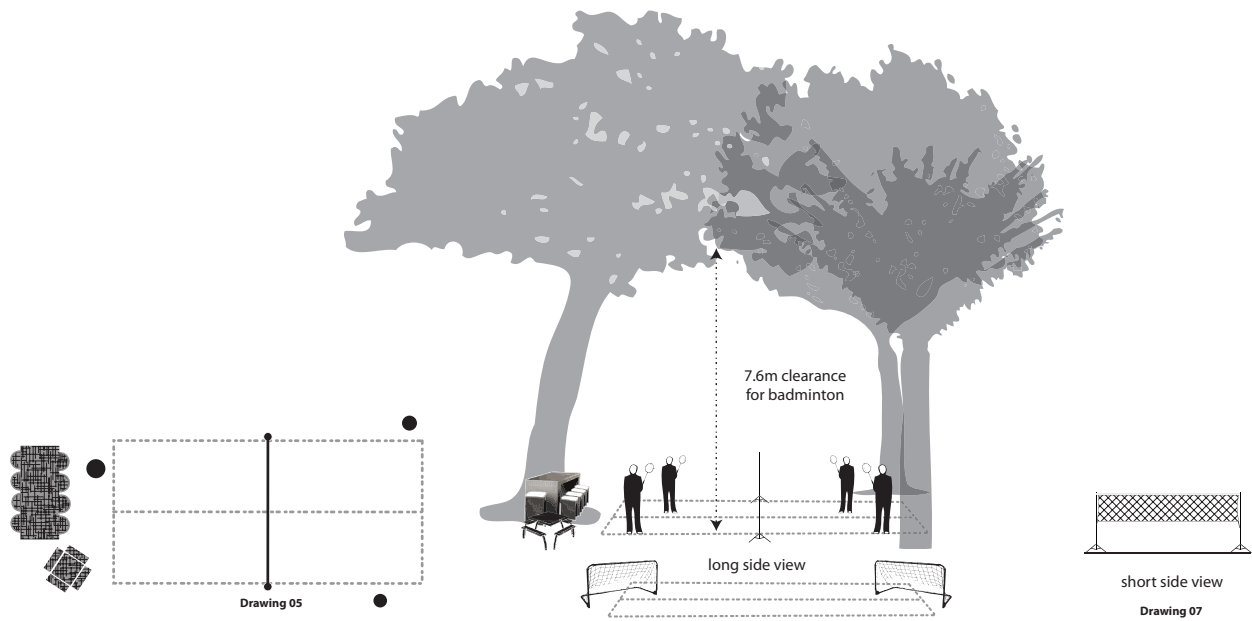 7.6m clearance
for badminton
long side view
Drawing 05
short side view
Drawing 07